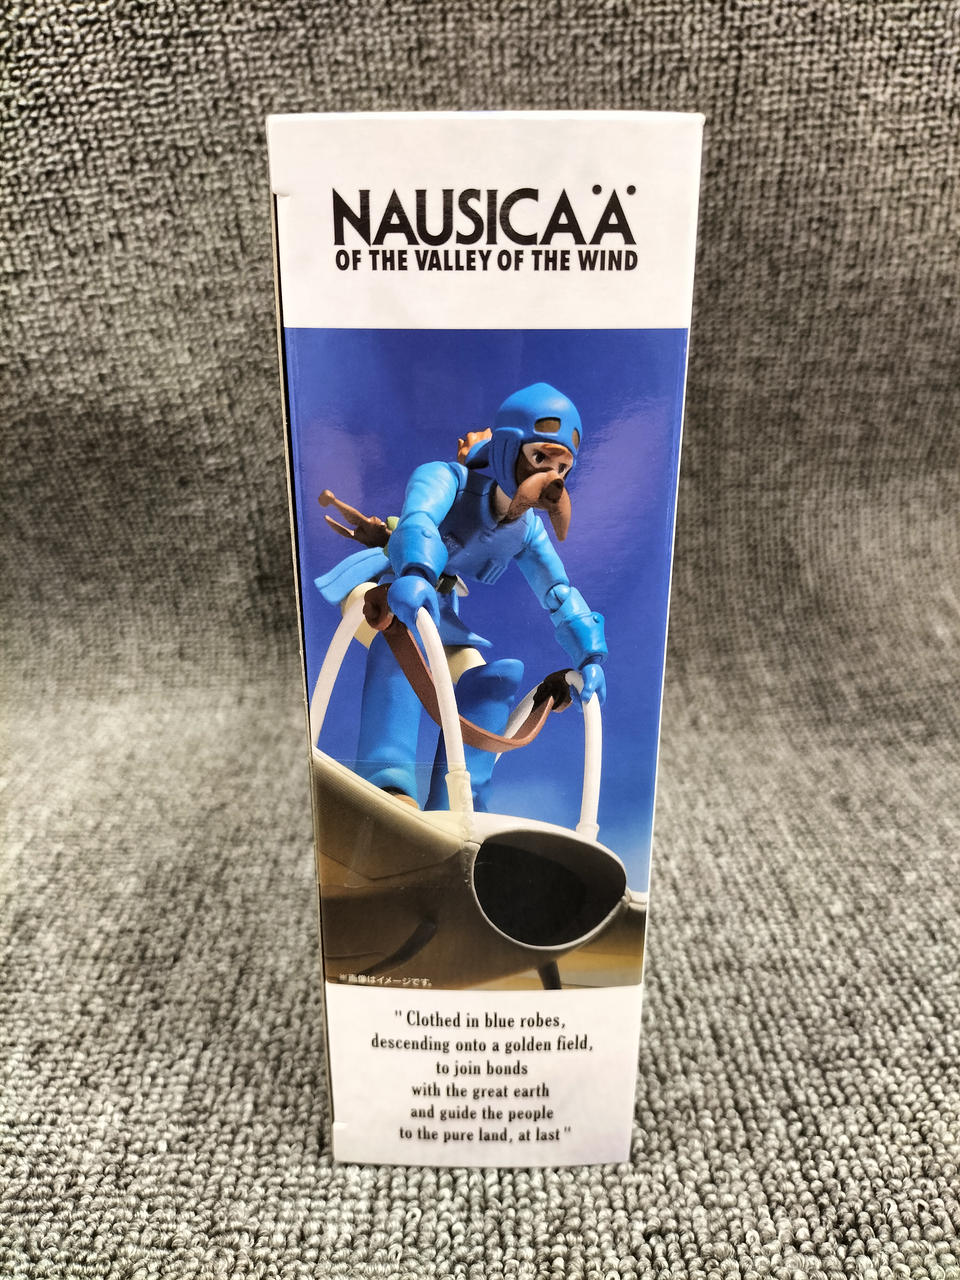 NAUSICAÄ
OF THE VALLEY OF THE WIND
※画像はイメージです。
" Clothed in blue robes,
descending onto a golden field,
to join bonds
with the great earth
and guide the people
to the pure land, at last "